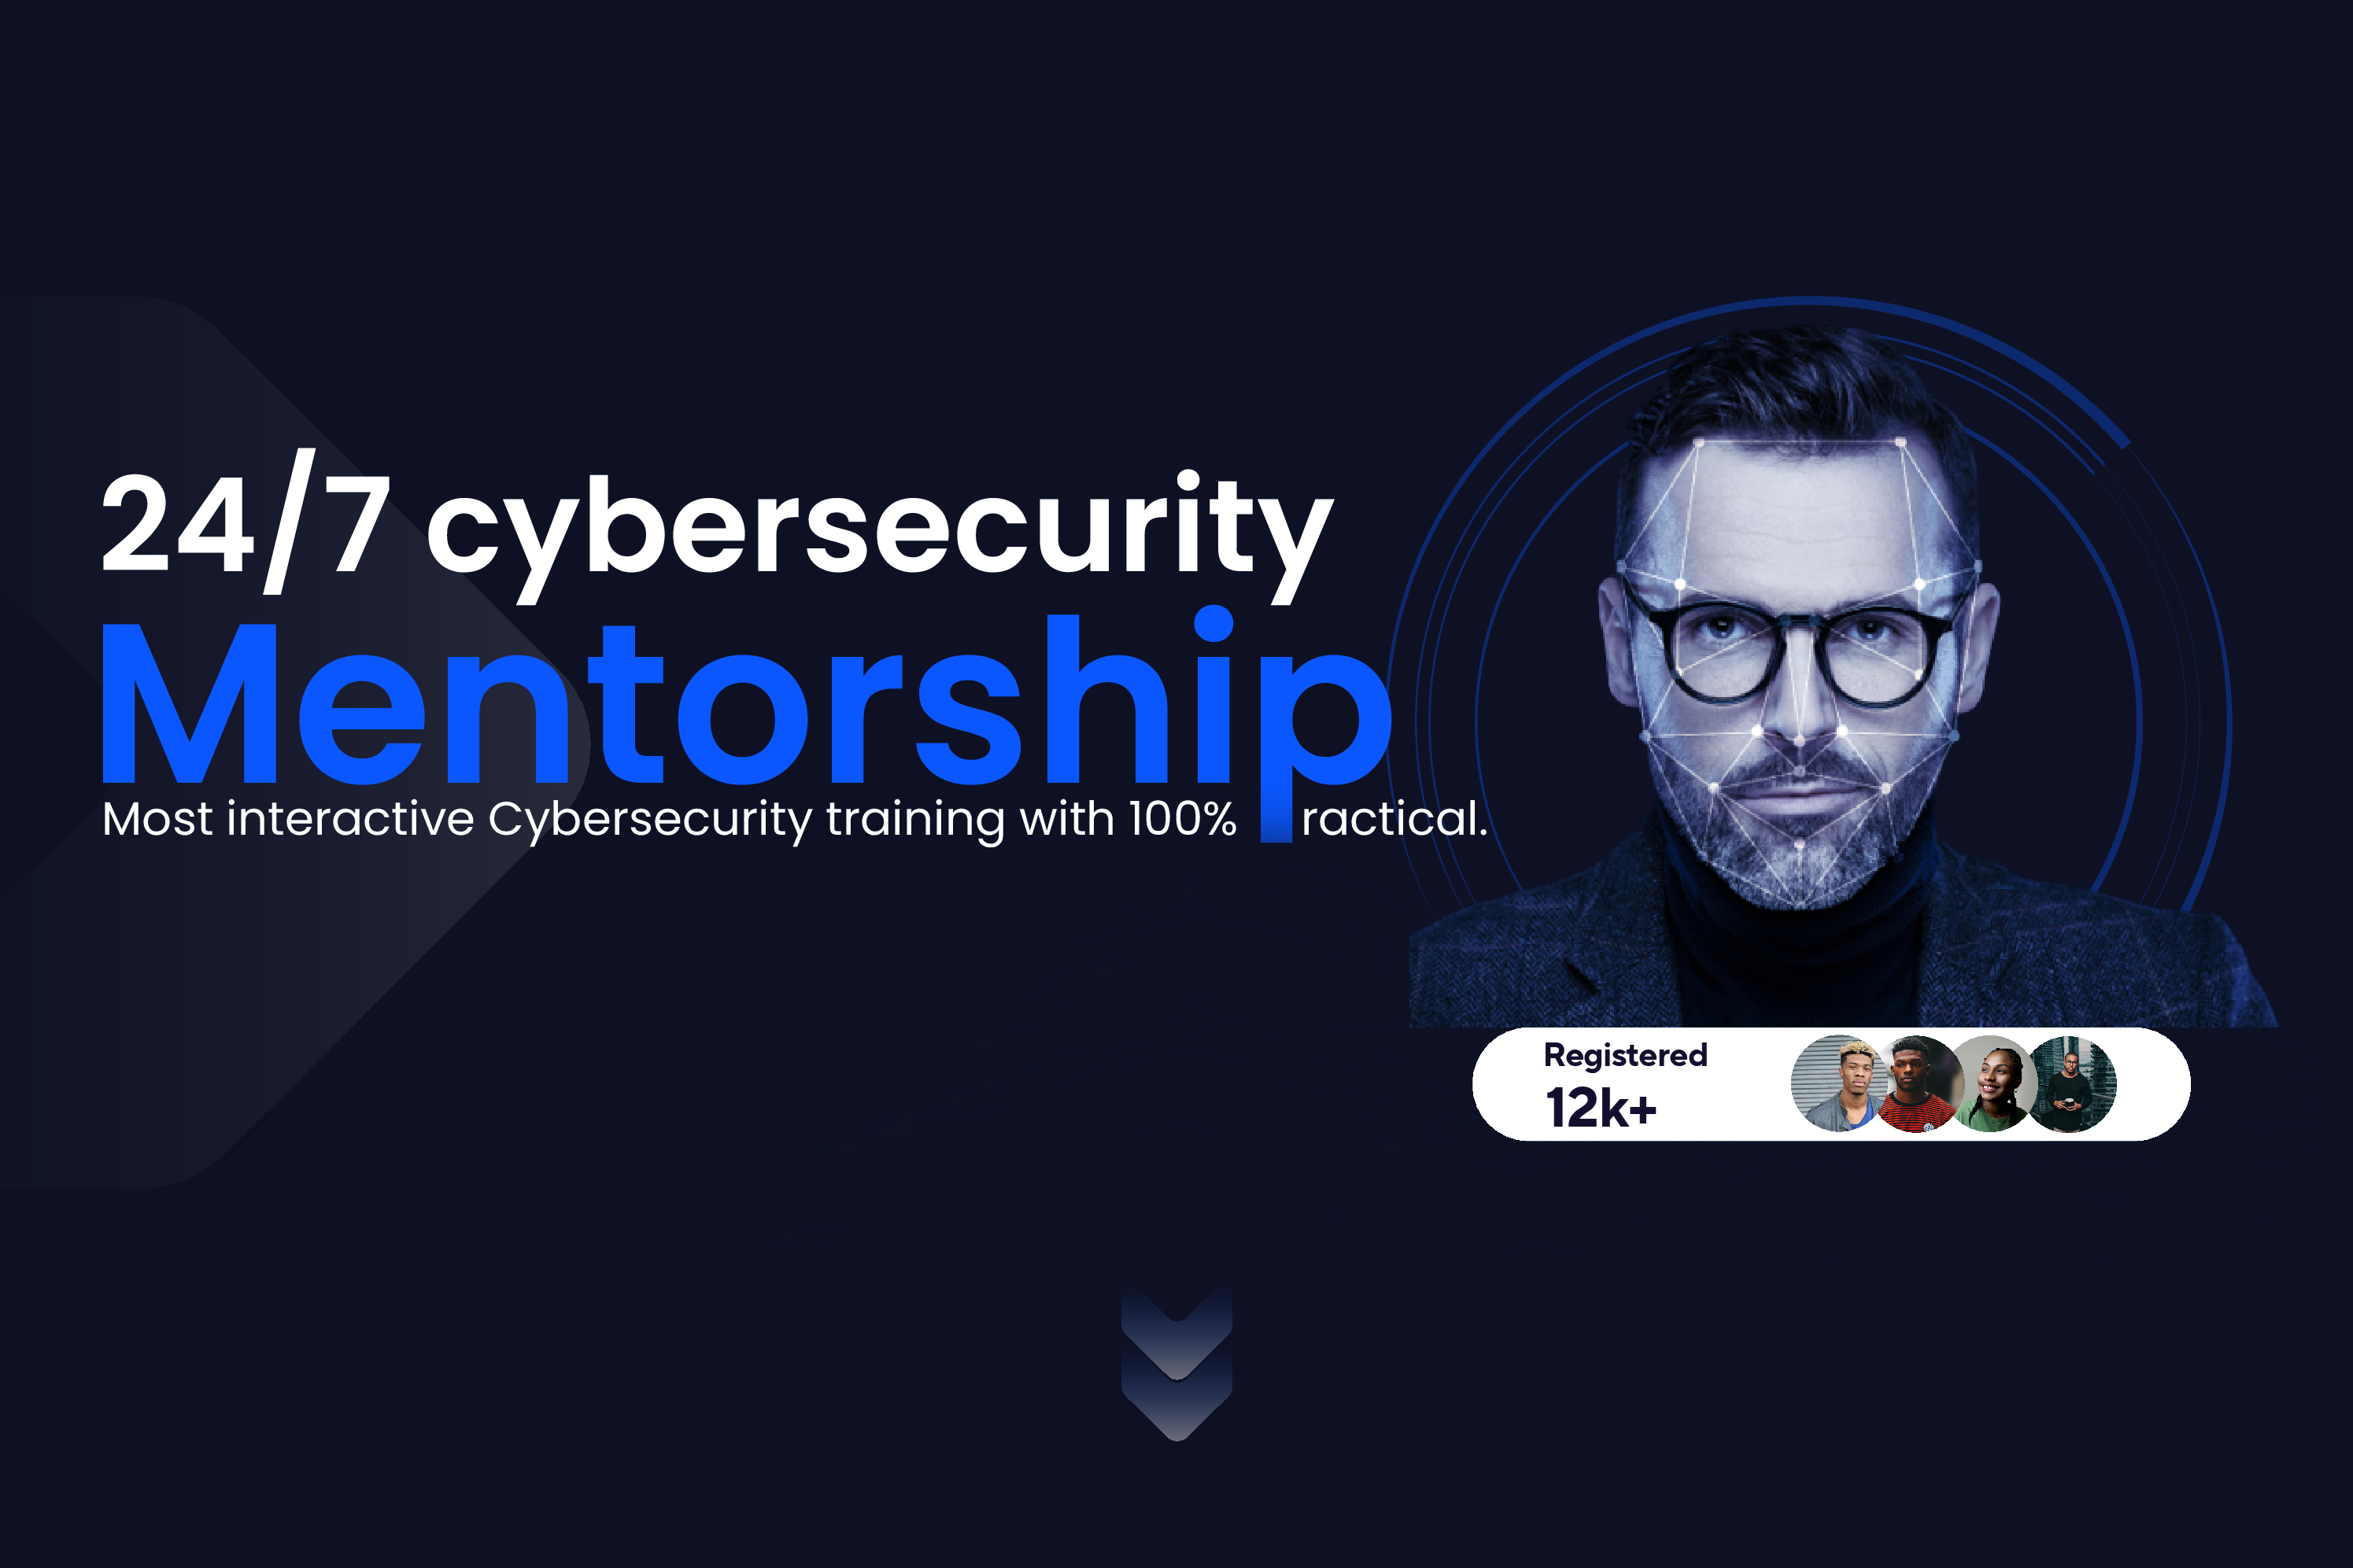 24/7 cybersecurity
Mentorship
Most interactive Cybersecurity training with 100% ractical.
Registered
12k+